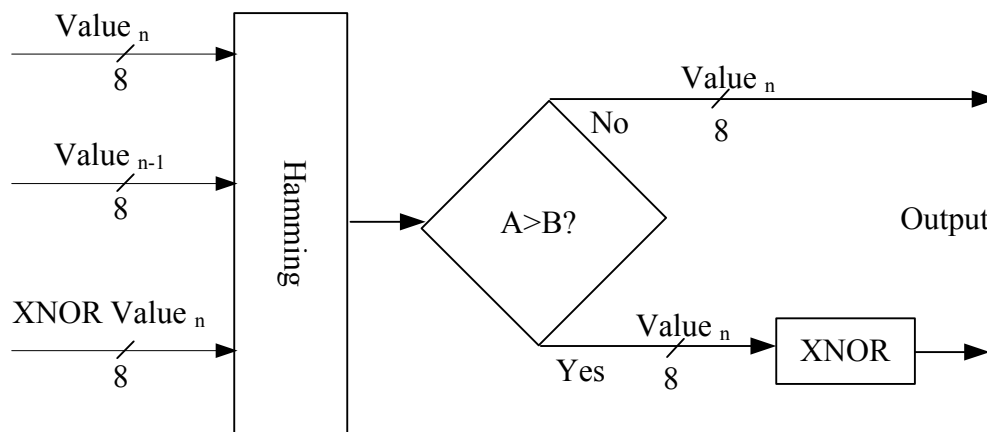 Value n
8
Value n-1
8
XNOR Value n
8
Hamming
A>B?
No
Value n
8
Output
Yes
Value n
8
XNOR